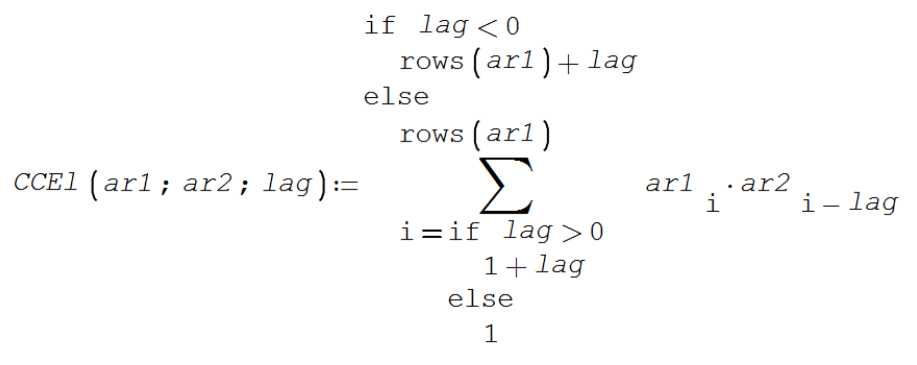 if lag < 0
rows(ar1) + lag
else
rows(ar1)
CCEl(ar1; ar2; lag):= ∑ ar1 i · ar2 i − lag
i = if lag > 0
1 + lag
else
1